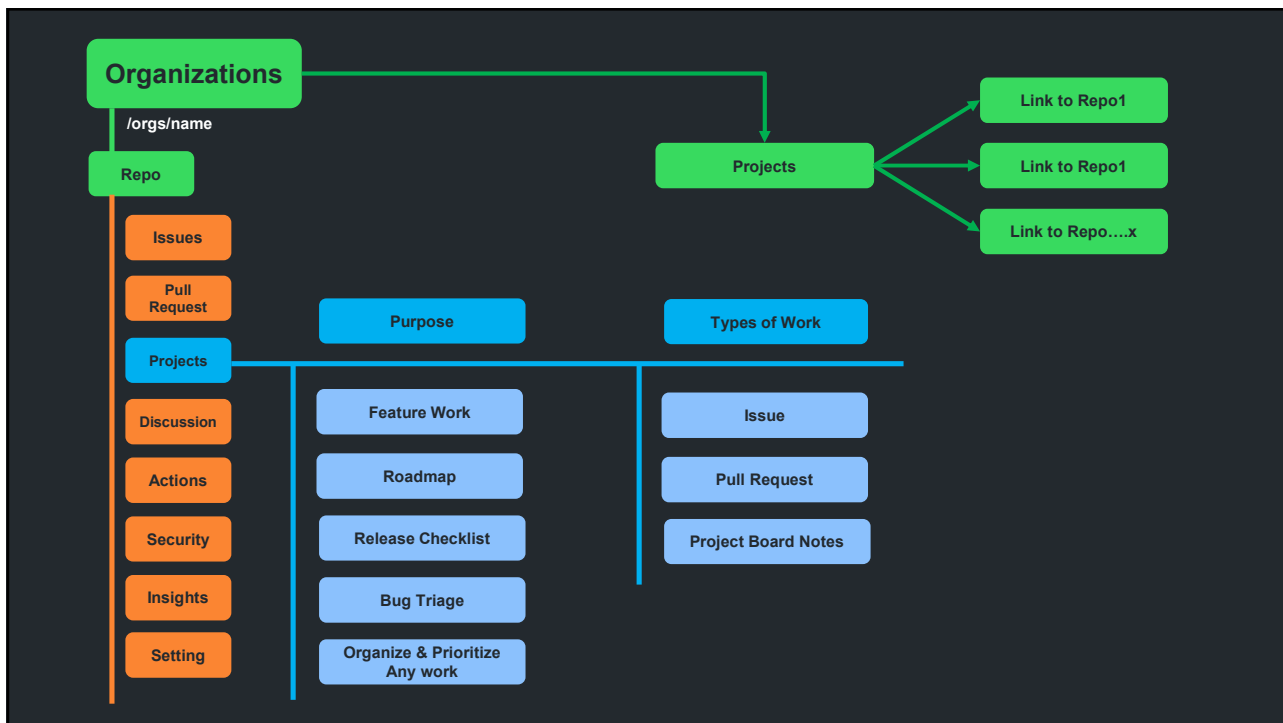 Organizations
/orgs/name
Repo
Projects
Link to Repo1
Link to Repo1
Link to Repo....x
Issues
Pull
Request
Projects
Discussion
Actions
Security
Insights
Setting
Purpose
Feature Work
Roadmap
Release Checklist
Bug Triage
Organize & Prioritize
Any work
Types of Work
Issue
Pull Request
Project Board Notes